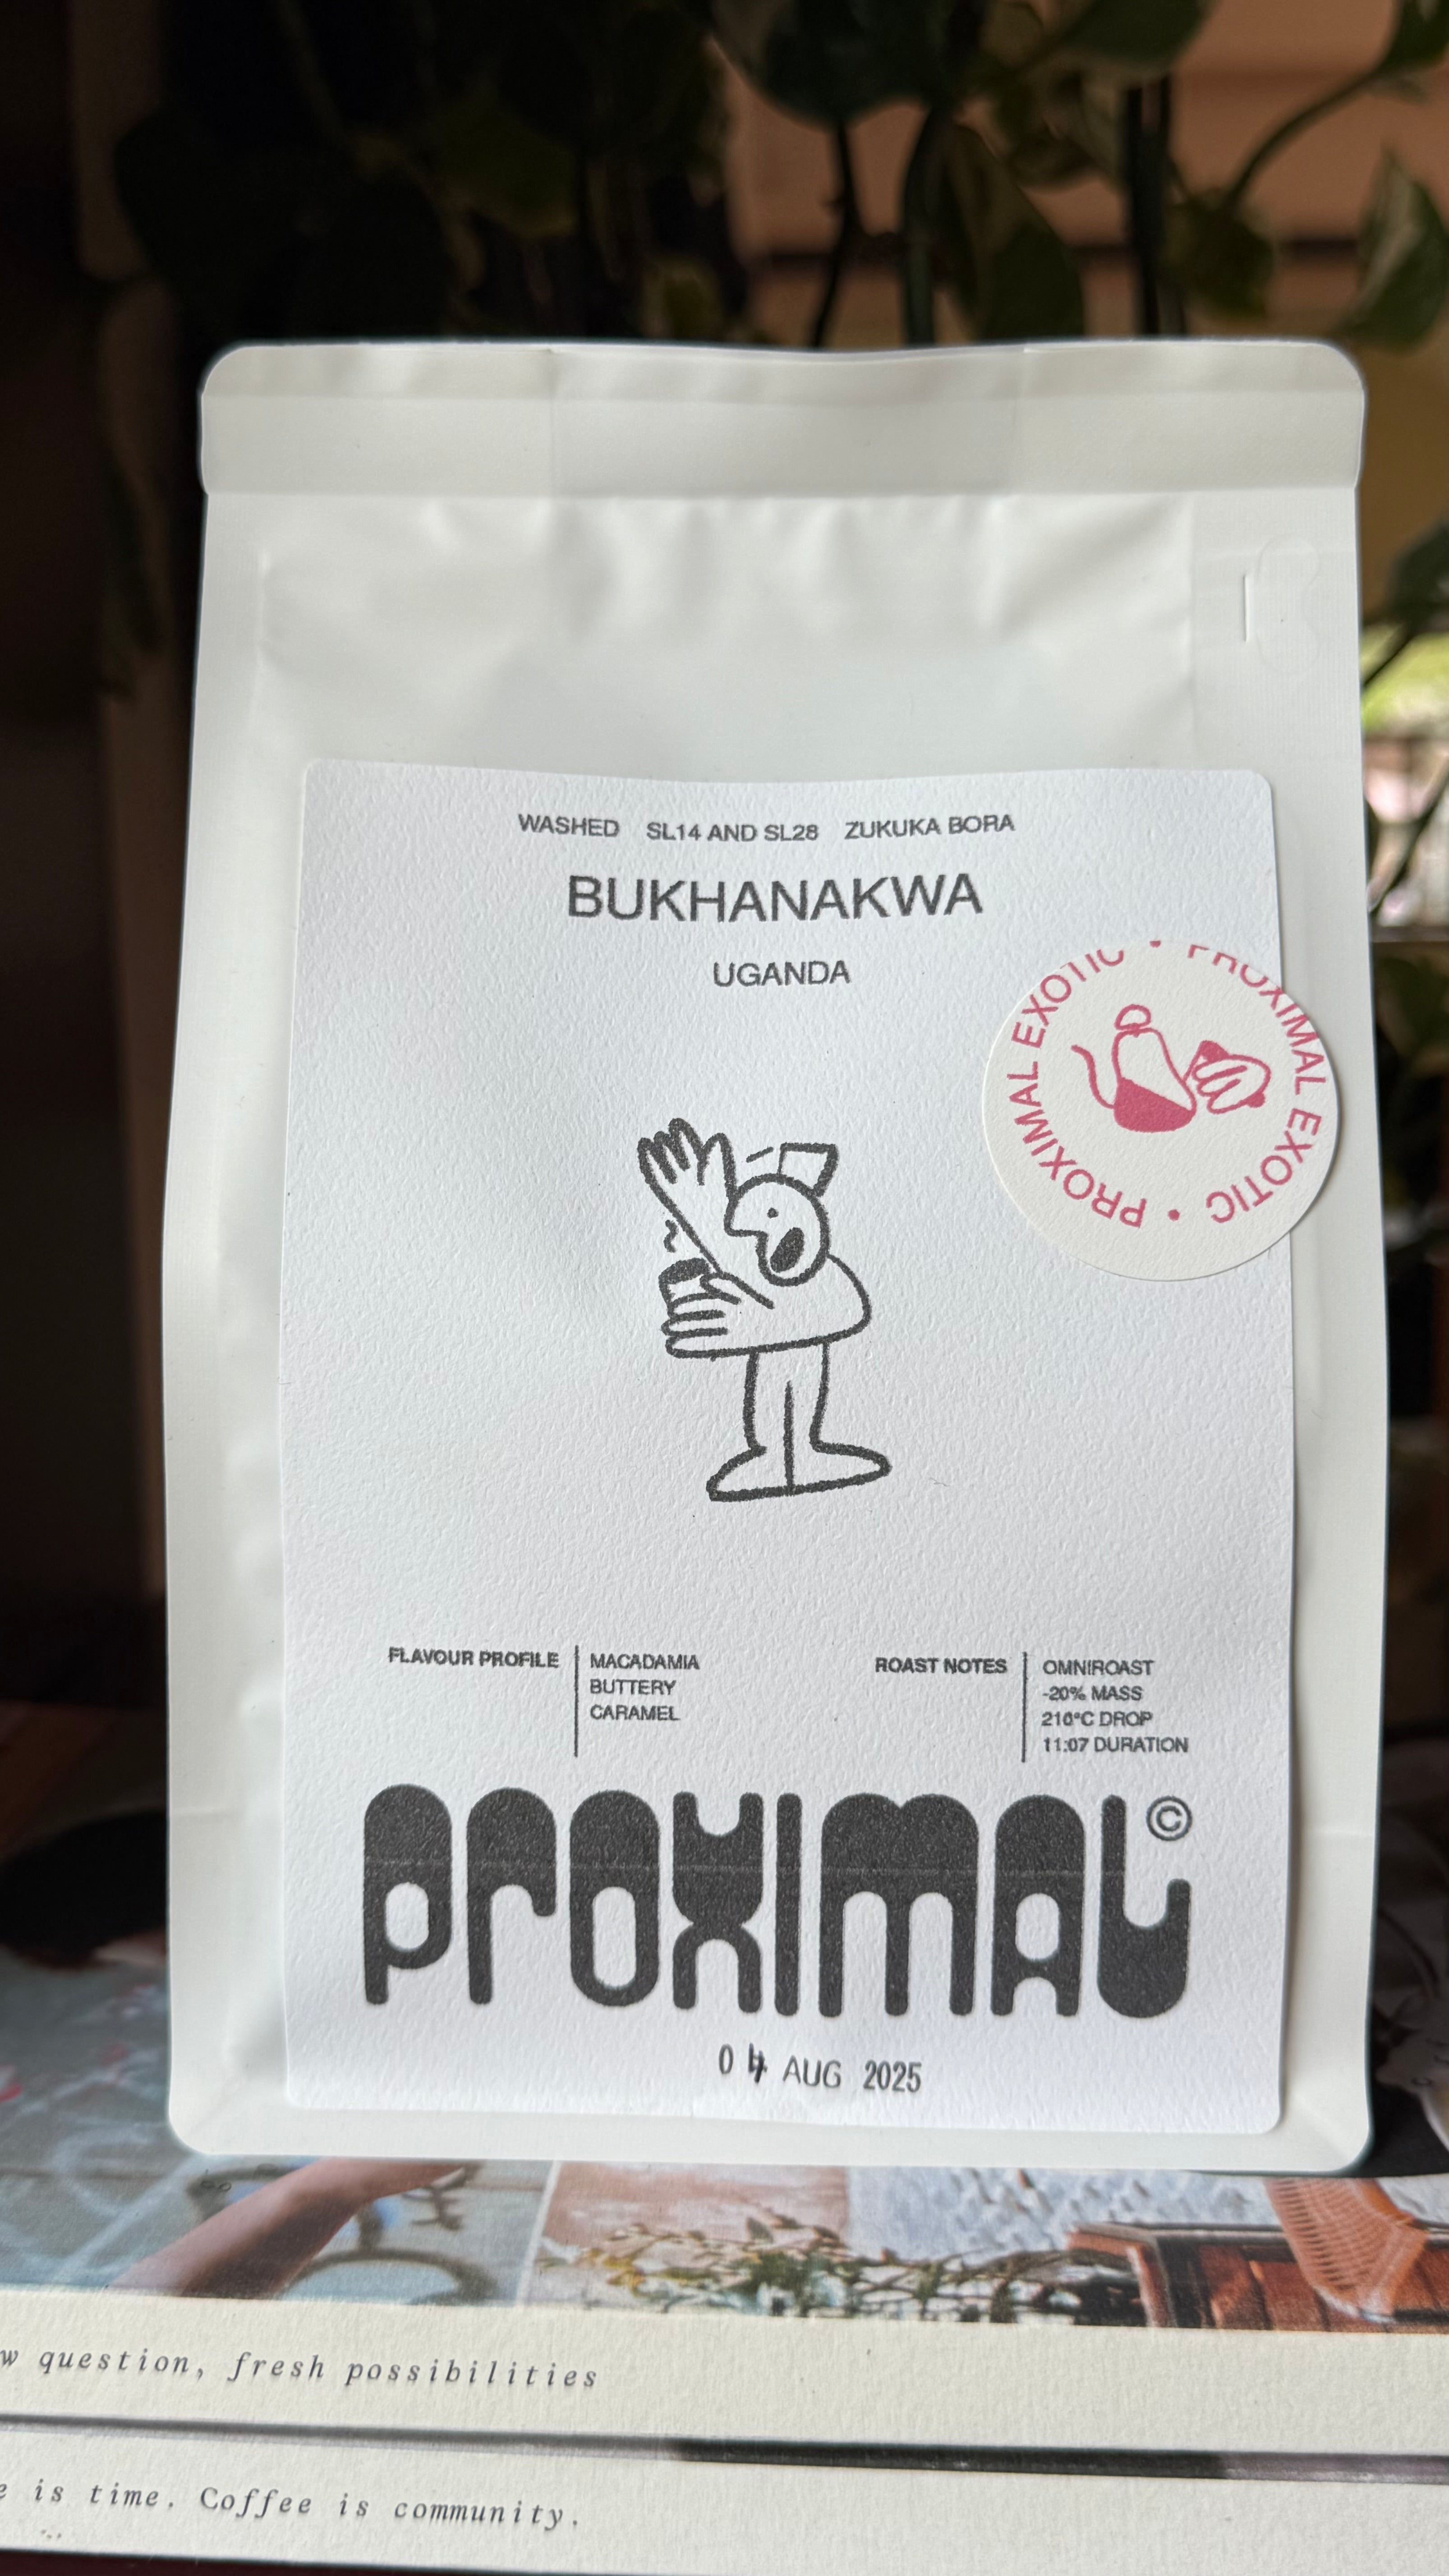 WASHED SL14 AND SL28 ZUKUKA BORA
BUKHANAKWA
UGANDA
PROXIMAL EXOTIC • PROXIMAL EXOTIC • 
FLAVOUR PROFILE
MACADAMIA
BUTTERY
CARAMEL
ROAST NOTES
OMNIROAST
-20% MASS
210°C DROP
11:07 DURATION
PROXIMAL©
04 AUG 2025
question, fresh possibilities
is time. Coffee is community.